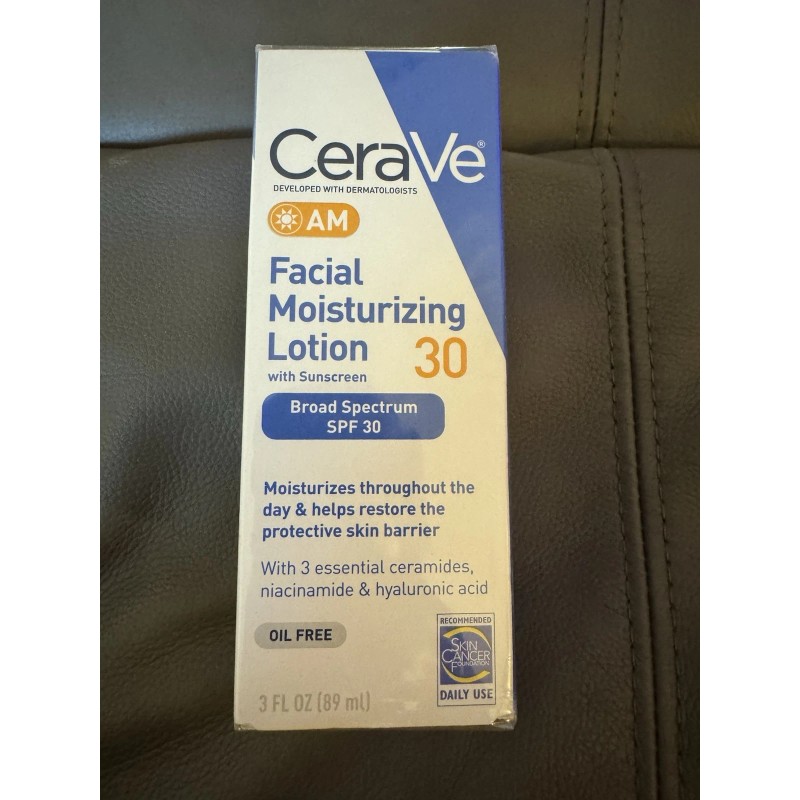 CeraVe®
DEVELOPED WITH DERMATOLOGISTS
AM
Facial
Moisturizing
Lotion 30
with Sunscreen
Broad Spectrum
SPF 30
Moisturizes throughout the
day & helps restore the
protective skin barrier
With 3 essential ceramides,
niacinamide & hyaluronic acid
OIL FREE
RECOMMENDED
SKIN
CANCER
FOUNDATION
DAILY USE
3 FL OZ (89 ml)